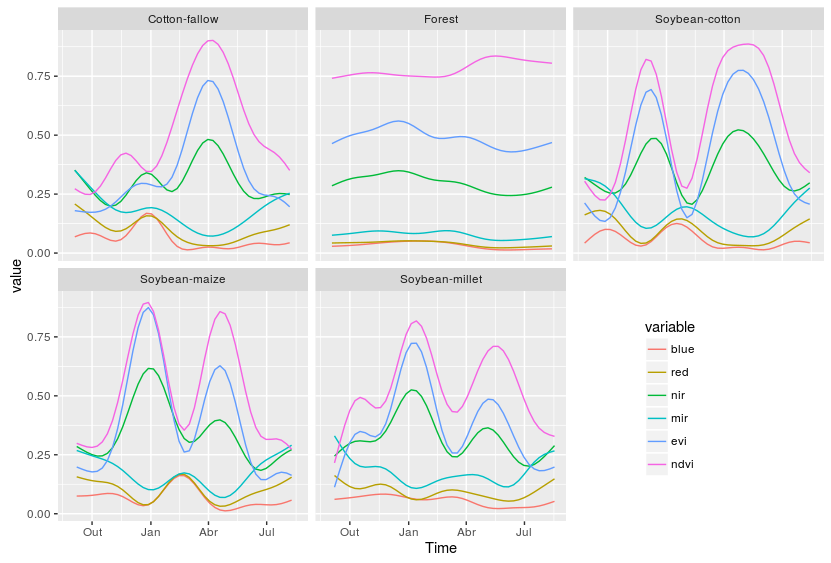 Cotton-fallow
Forest
Soybean-cotton
0.75
0.50
0.25
0.00
value
Soybean-maize
Soybean-millet
0.75
0.50
0.25
0.00
Out Jan Abr Jul
Out Jan Abr Jul
Time
variable
blue
red
nir
mir
evi
ndvi